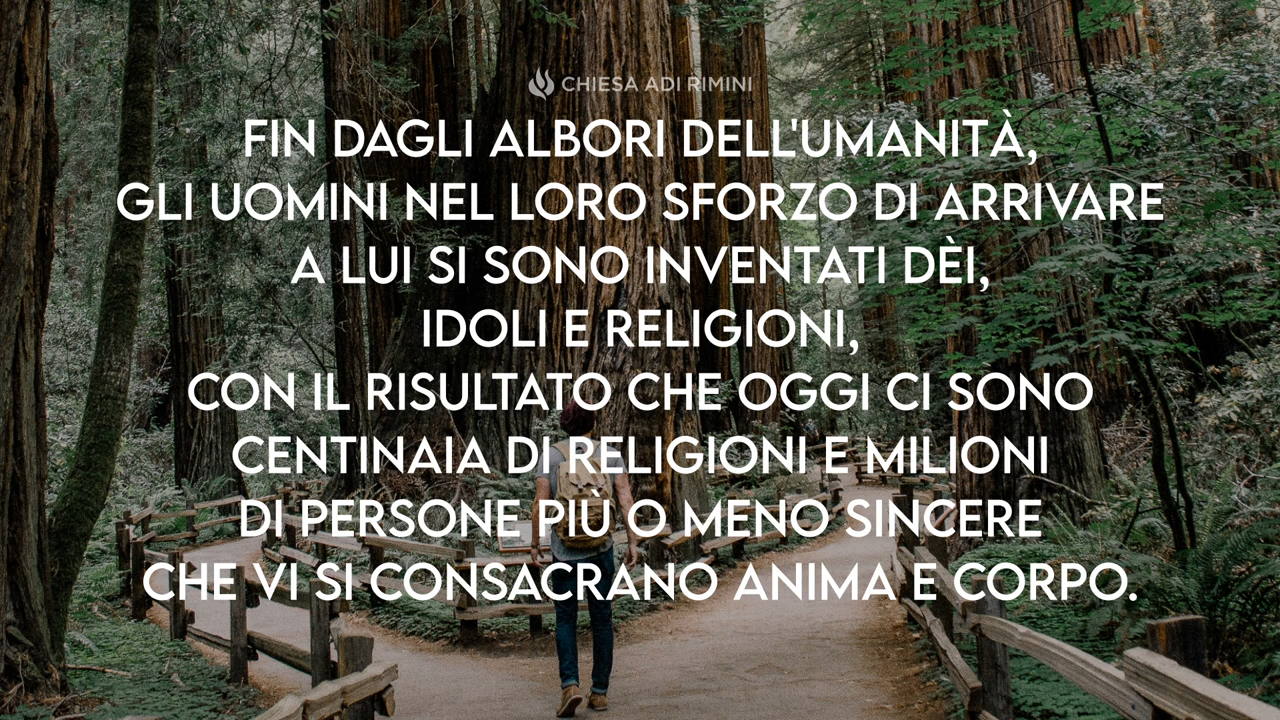 CHIESA ADI RIMINI
FIN DAGLI ALBORI DELL'UMANITÀ,
GLI UOMINI NEL LORO SFORZO DI ARRIVARE
A LUI SI SONO INVENTATI DÈI,
IDOLI E RELIGIONI,
CON IL RISULTATO CHE OGGI CI SONO
CENTINAIA DI RELIGIONI E MILIONI
DI PERSONE PIÙ O MENO SINCERE
CHE VI SI CONSACRANO ANIMA E CORPO.